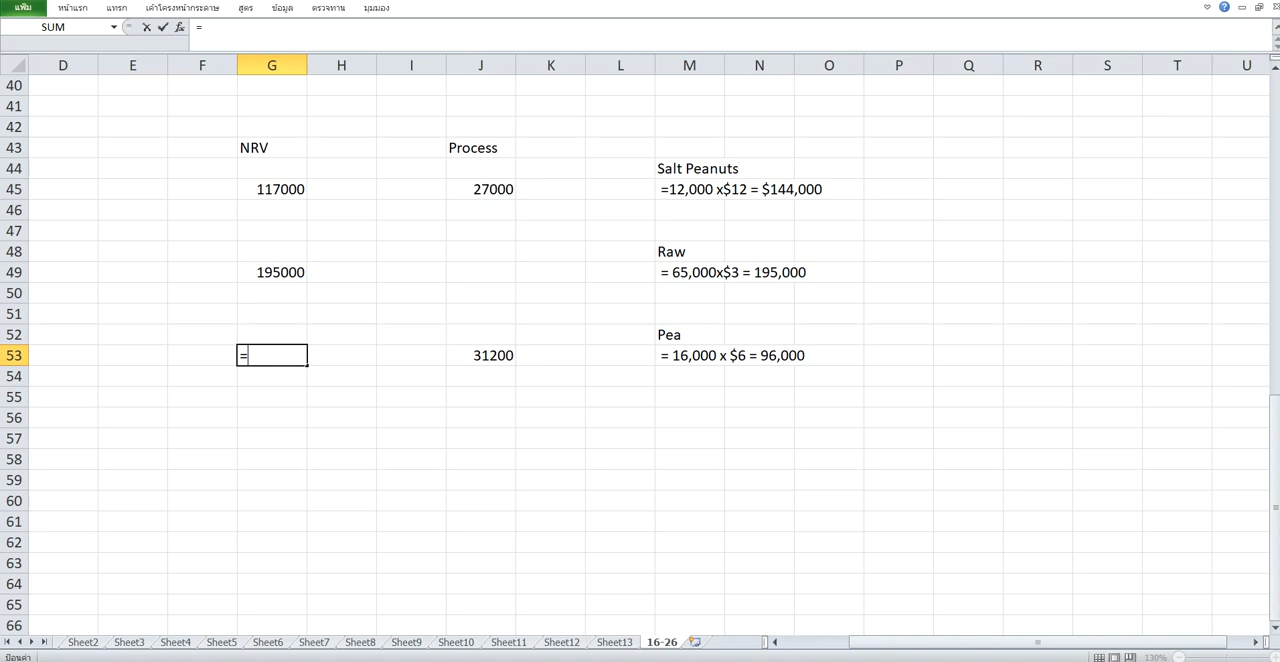 แฟ้ม หน้าแรก แทรก เค้าโครงหน้ากระดาษ สูตร ข้อมูล ตรวจทาน มุมมอง
SUM fx =
D E F G H I J K L M N O P Q R S T U
40
41
42
43 NRV Process
44 Salt Peanuts
45 117000 27000 =12,000 x$12 = $144,000
46
47
48 Raw
49 195000 = 65,000x$3 = 195,000
50
51
52 Pea
53 = 31200 = 16,000 x $6 = 96,000
54
55
56
57
58
59
60
61
62
63
64
65
66
Sheet2 Sheet3 Sheet4 Sheet5 Sheet6 Sheet7 Sheet8 Sheet9 Sheet10 Sheet11 Sheet12 Sheet13 16-26
ป้อนค่า 130%